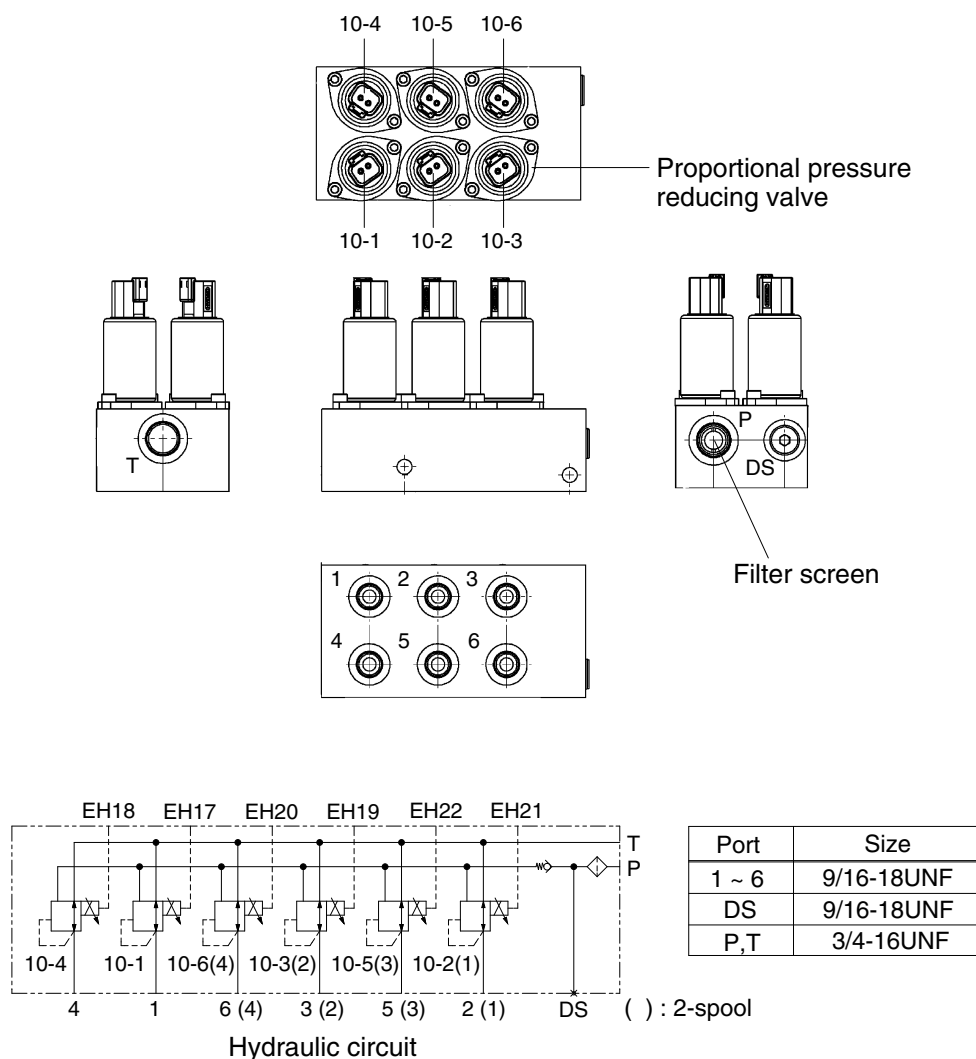 10-4 10-5 10-6
Proportional pressure
reducing valve
10-1 10-2 10-3
T
P
DS
Filter screen
1 2 3
4 5 6
EH18 EH17 EH20 EH19 EH22 EH21
T
P
10-4 10-1 10-6(4) 10-3(2) 10-5(3) 10-2(1)
4 1 6 (4) 3 (2) 5 (3) 2 (1) DS ( ) : 2-spool
Hydraulic circuit
Port Size
1 ~ 6 9/16-18UNF
DS 9/16-18UNF
P,T 3/4-16UNF